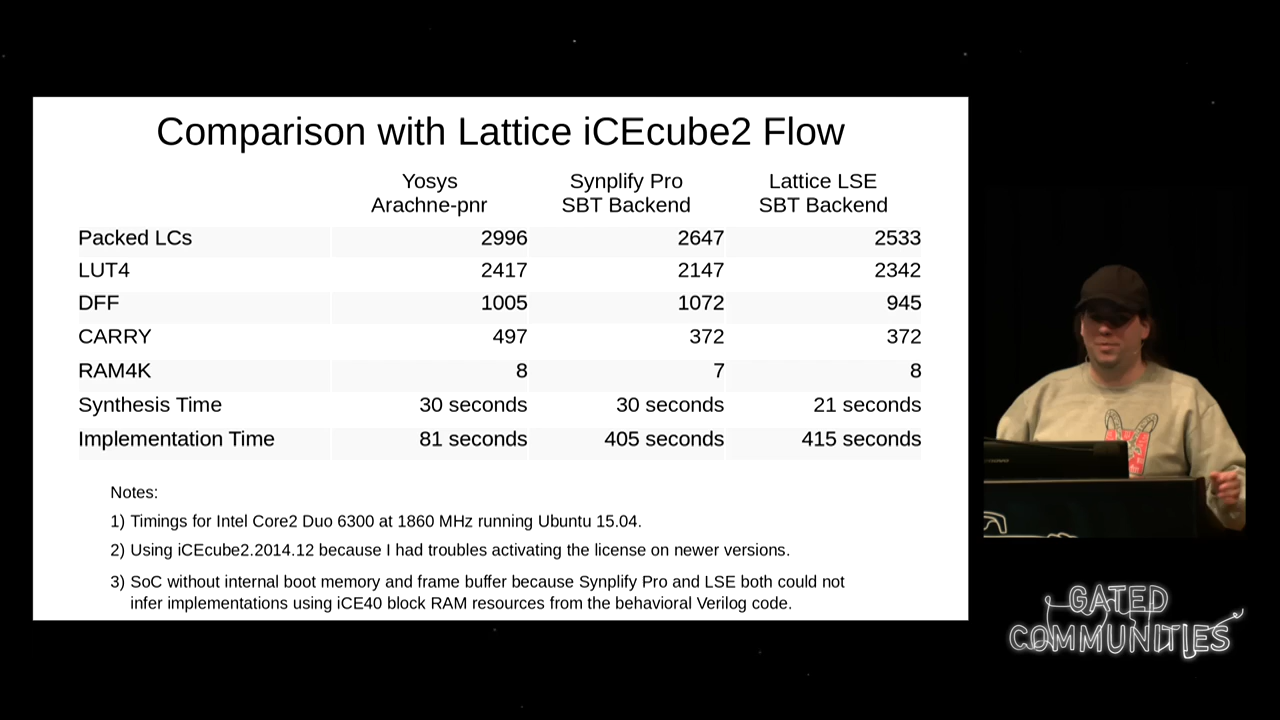 Comparison with Lattice iCEcube2 Flow
Yosys Synplify Pro Lattice LSE
Arachne-pnr SBT Backend SBT Backend
Packed LCs 2996 2647 2533
LUT4 2417 2147 2342
DFF 1005 1072 945
CARRY 497 372 372
RAM4K 8 7 8
Synthesis Time 30 seconds 30 seconds 21 seconds
Implementation Time 81 seconds 405 seconds 415 seconds
Notes:
1) Timings for Intel Core2 Duo 6300 at 1860 MHz running Ubuntu 15.04.
2) Using iCEcube2.2014.12 because I had troubles activating the license on newer versions.
3) SoC without internal boot memory and frame buffer because Synplify Pro and LSE both could not
infer implementations using iCE40 block RAM resources from the behavioral Verilog code.
GATED
COMMUNITIES